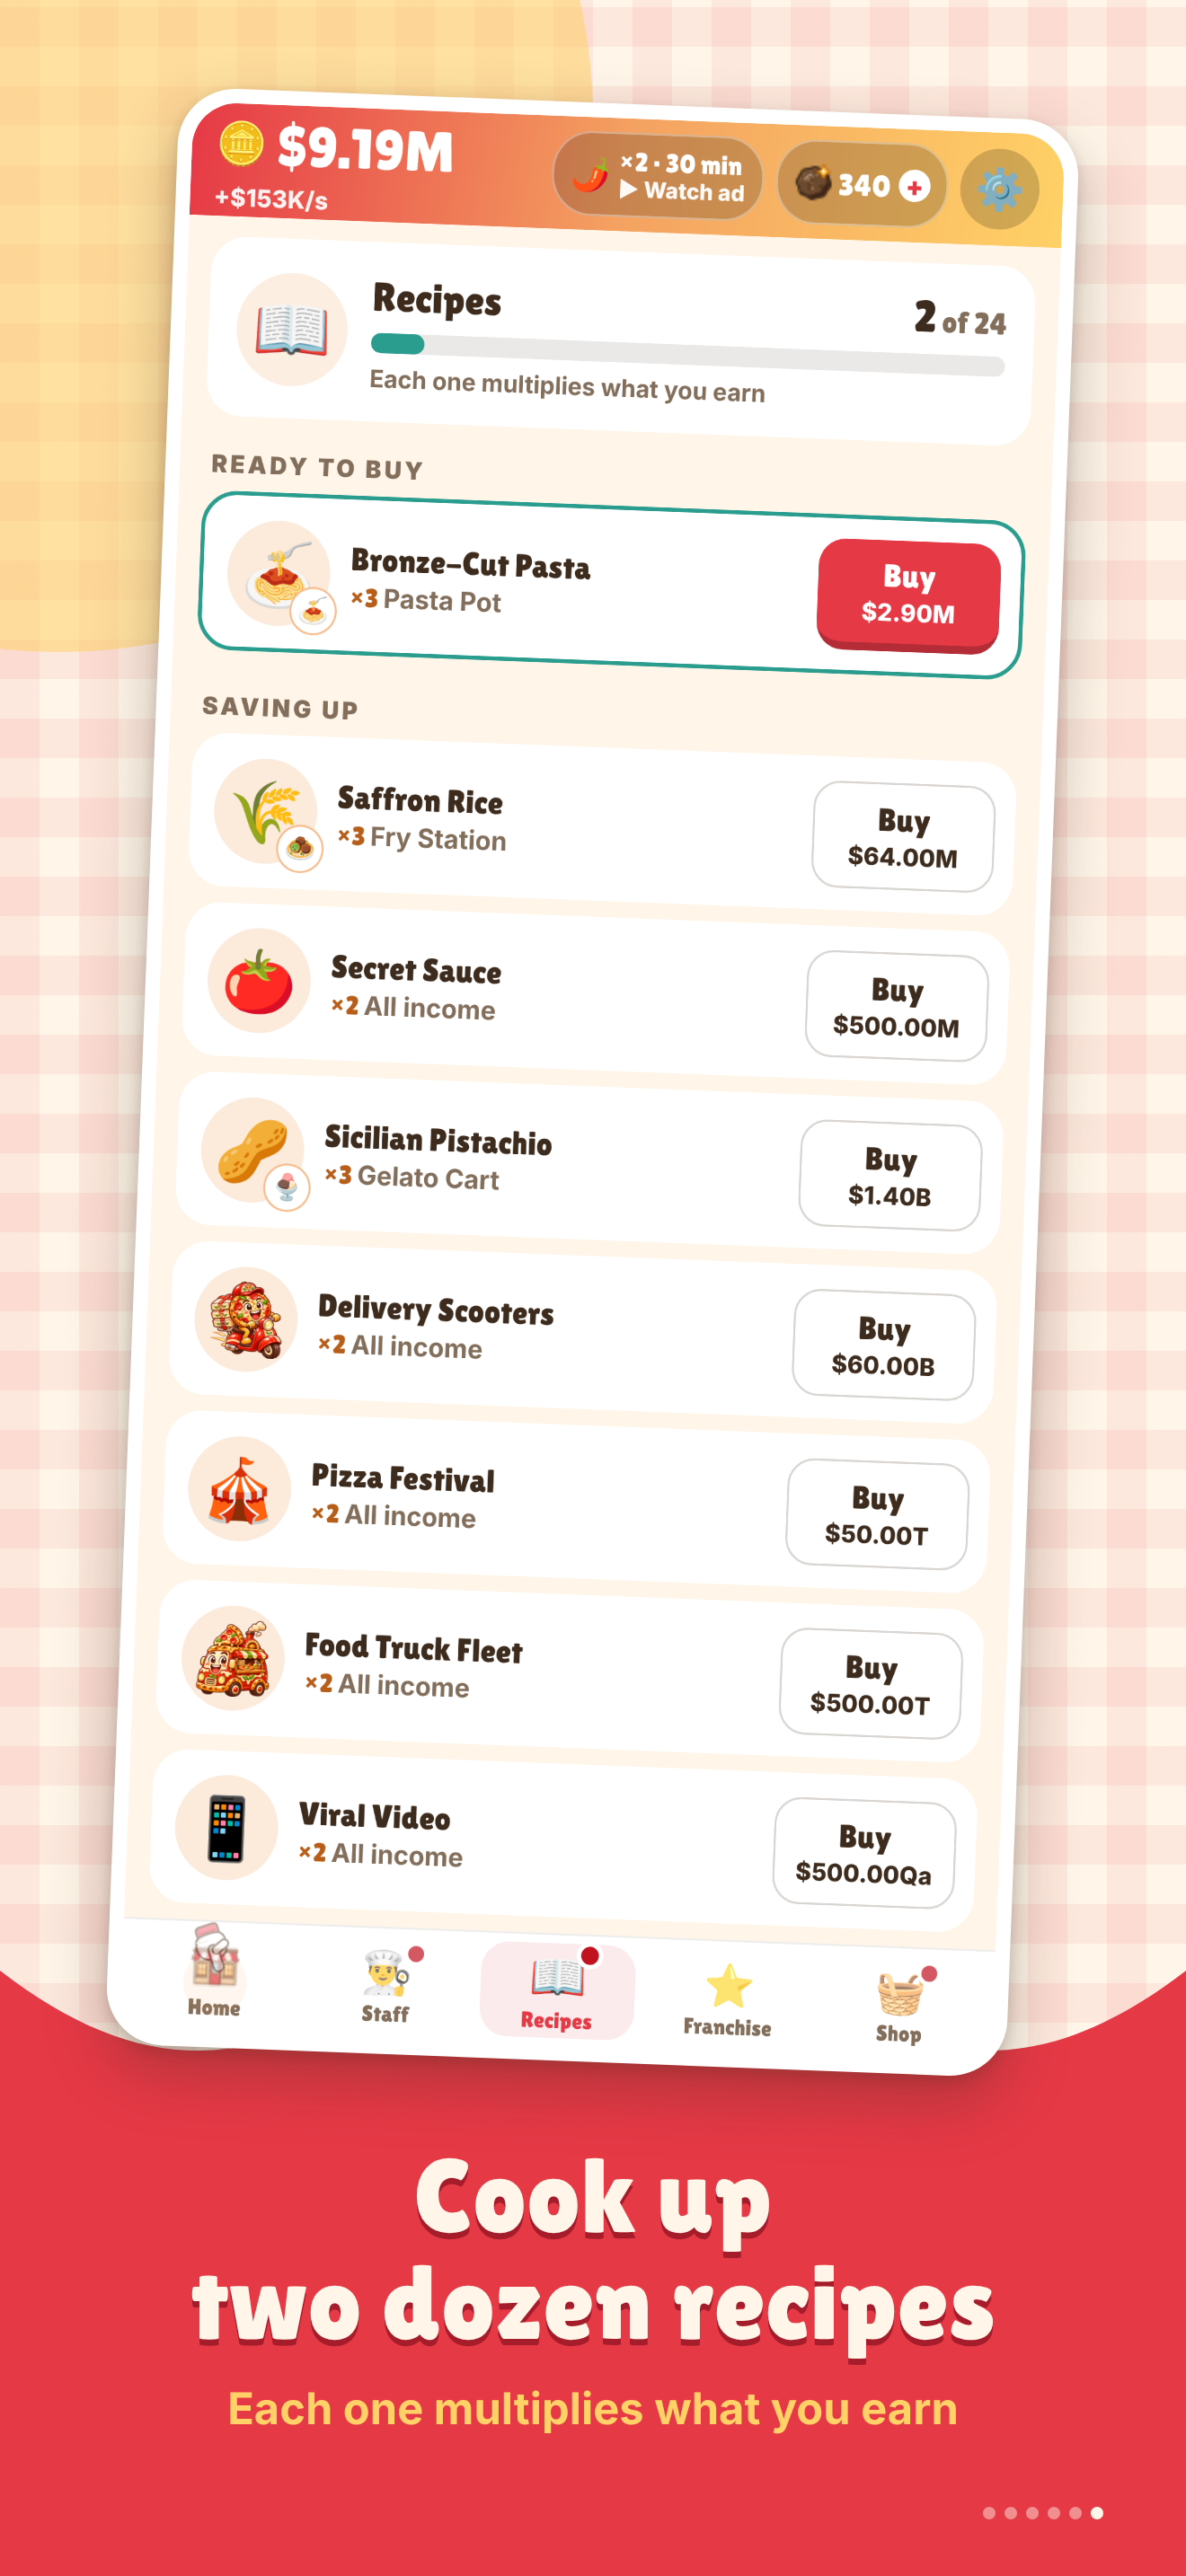 $9.19M
+$153K/s
×2 · 30 min
▶ Watch ad
340 +
Recipes
2 of 24
Each one multiplies what you earn
READY TO BUY
Bronze-Cut Pasta
×3 Pasta Pot
Buy
$2.90M
SAVING UP
Saffron Rice
×3 Fry Station
Buy
$64.00M
Secret Sauce
×2 All income
Buy
$500.00M
Sicilian Pistachio
×3 Gelato Cart
Buy
$1.40B
Delivery Scooters
×2 All income
Buy
$60.00B
Pizza Festival
×2 All income
Buy
$50.00T
Food Truck Fleet
×2 All income
Buy
$500.00T
Viral Video
×2 All income
Buy
$500.00Qa
Home
Staff
Recipes
Franchise
Shop
Cook up
two dozen recipes
Each one multiplies what you earn